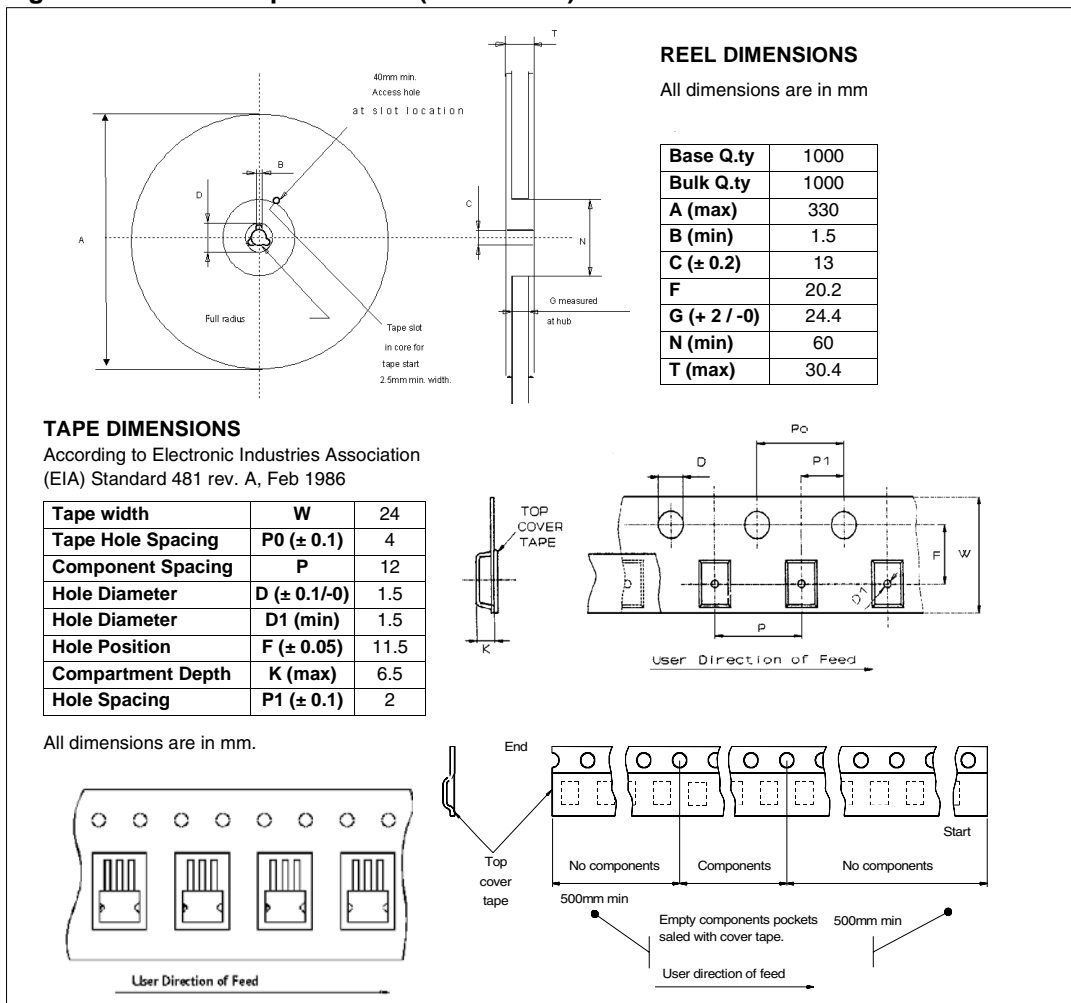 T
40mm min.
Access hole
at slot location
B
D
A
C
N
G measured
at hub
Full radius
Tape slot
in core for
tape start
2.5mm min. width.
REEL DIMENSIONS
All dimensions are in mm
Base Q.ty 1000
Bulk Q.ty 1000
A (max) 330
B (min) 1.5
C (± 0.2) 13
F 20.2
G (+ 2 / -0) 24.4
N (min) 60
T (max) 30.4
TAPE DIMENSIONS
According to Electronic Industries Association
(EIA) Standard 481 rev. A, Feb 1986
Tape width W 24
Tape Hole Spacing P0 (± 0.1) 4
Component Spacing P 12
Hole Diameter D (± 0.1/-0) 1.5
Hole Diameter D1 (min) 1.5
Hole Position F (± 0.05) 11.5
Compartment Depth K (max) 6.5
Hole Spacing P1 (± 0.1) 2
All dimensions are in mm.
TOP
COVER
TAPE
K
Po
D
P1
F
W
D1
P
User Direction of Feed
User Direction of Feed
End
Start
Top
cover
tape
No components
Components
No components
500mm min
Empty components pockets
saled with cover tape.
500mm min
User direction of feed